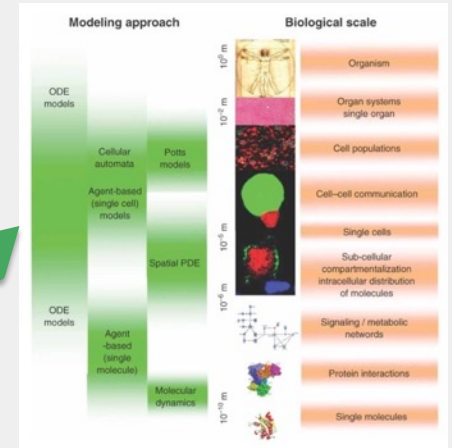 Modeling approach
Biological scale
ODE
models
Cellular
automata
Potts
models
Agent-based
(single cell)
models
Spatial PDE
ODE
models
Agent
-based
(single
molecule)
Molecular
dynamics
10⁰ m
10⁻² m
10⁻⁵ m
10⁻⁶ m
10⁻¹⁰ m
Organism
Organ systems
single organ
Cell populations
Cell–cell communication
Single cells
Sub-cellular
compartmentalization
intracellular distribution
of molecules
Signaling / metabolic
networds
Protein interactions
Single molecules